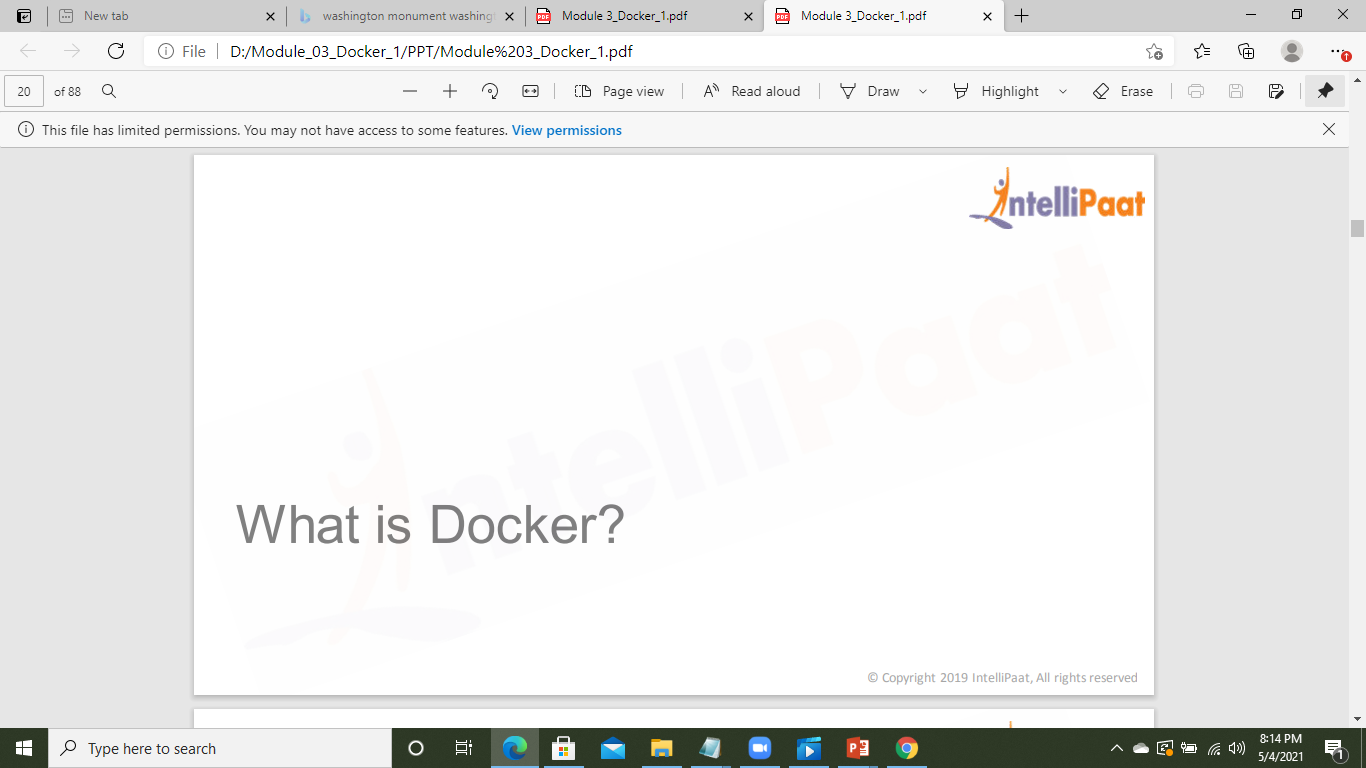 New tab
washington monument washing
Module 3_Docker_1.pdf
Module 3_Docker_1.pdf
File
D:/Module_03_Docker_1/PPT/Module%203_Docker_1.pdf
20 of 88
Page view
Read aloud
Draw
Highlight
Erase
This file has limited permissions. You may not have access to some features. View permissions
IntelliPaat
IntelliPaat
What is Docker?
© Copyright 2019 IntelliPaat, All rights reserved
Type here to search
8:14 PM
5/4/2021
1